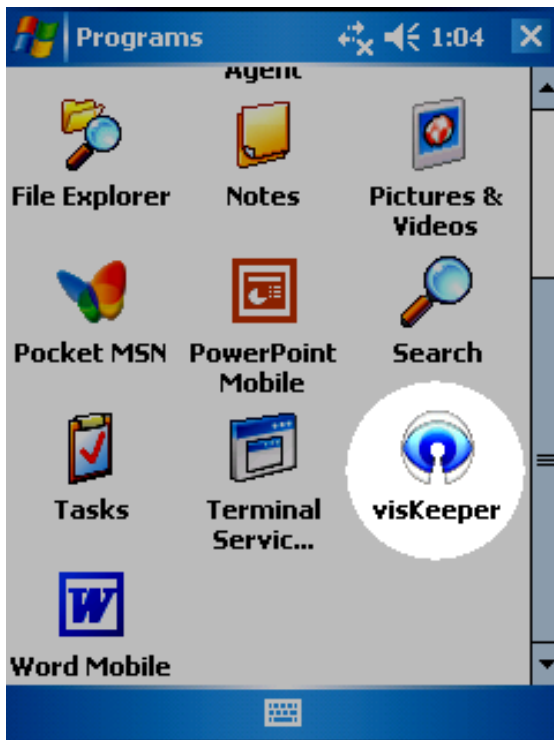 Programs 1:04
Agent
File Explorer Notes Pictures &
Videos
Pocket MSN PowerPoint Search
Mobile
Tasks Terminal visKeeper
Servic...
W
Word Mobile